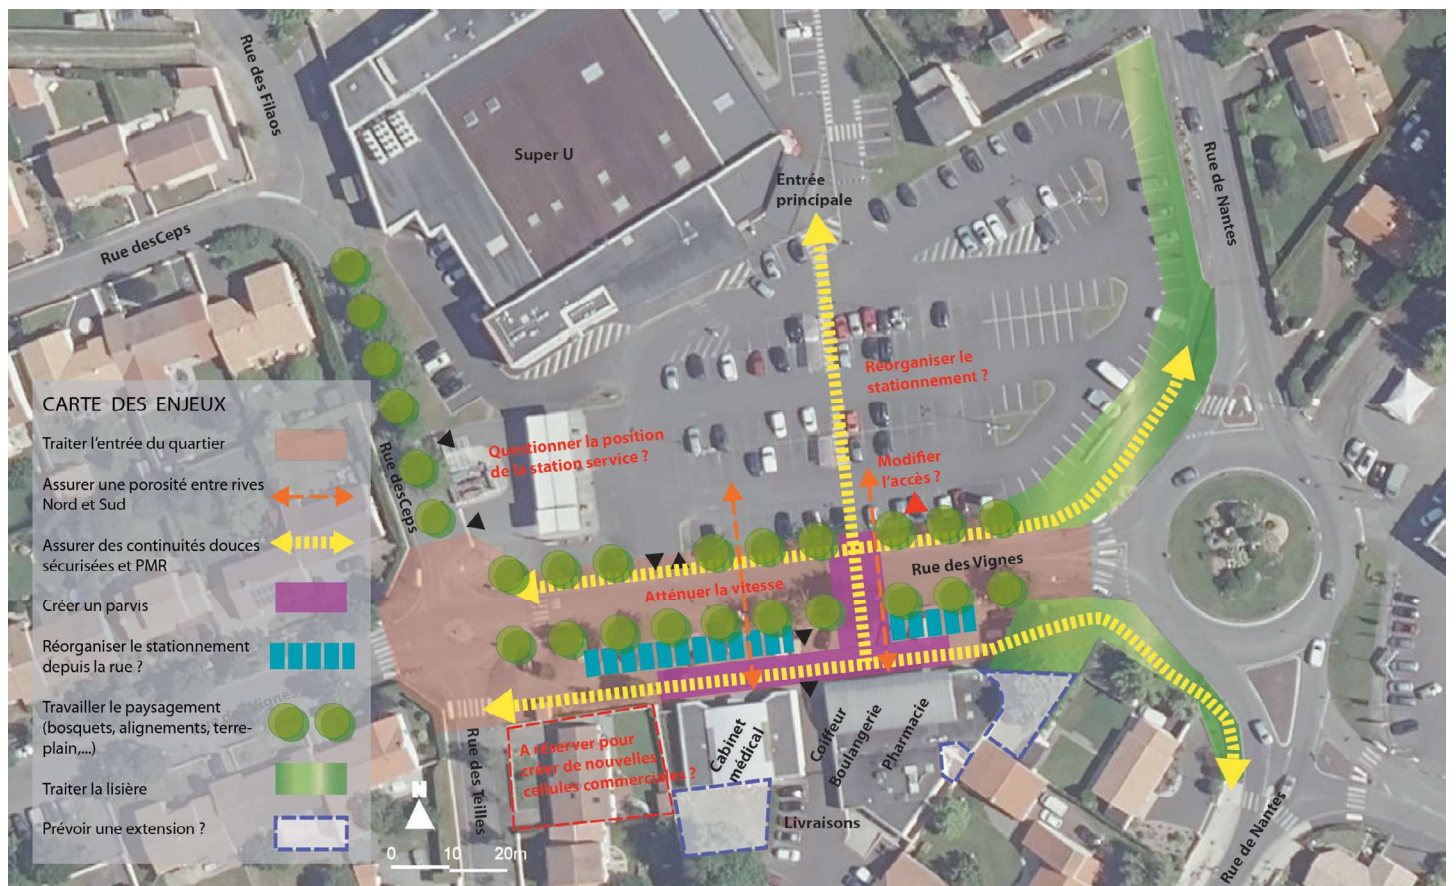 Rue des Filaos
Super U
Entrée
principale
Rue de Nantes
Rue desCeps
Réorganiser le
stationnement ?
CARTE DES ENJEUX
Traiter l'entrée du quartier
Assurer une porosité entre rives
Nord et Sud
Assurer des continuités douces
sécurisées et PMR
Créer un parvis
Réorganiser le stationnement
depuis la rue ?
Travailler le paysagement
(bosquets, alignements, terre-
plain,...)
Traiter la lisière
Prévoir une extension ?
Rue desCeps
Questionner la position
de la station service ?
Modifier
l'accès ?
Rue des Vignes
Atténuer la vitesse
Vignes
Rue des Teilles
A réserver pour
créer de nouvelles
cellules commerciales ?
Cabinet
médical
Coiffeur
Boulangerie
Pharmacie
Livraisons
Rue de Nantes
N
0 10 20m